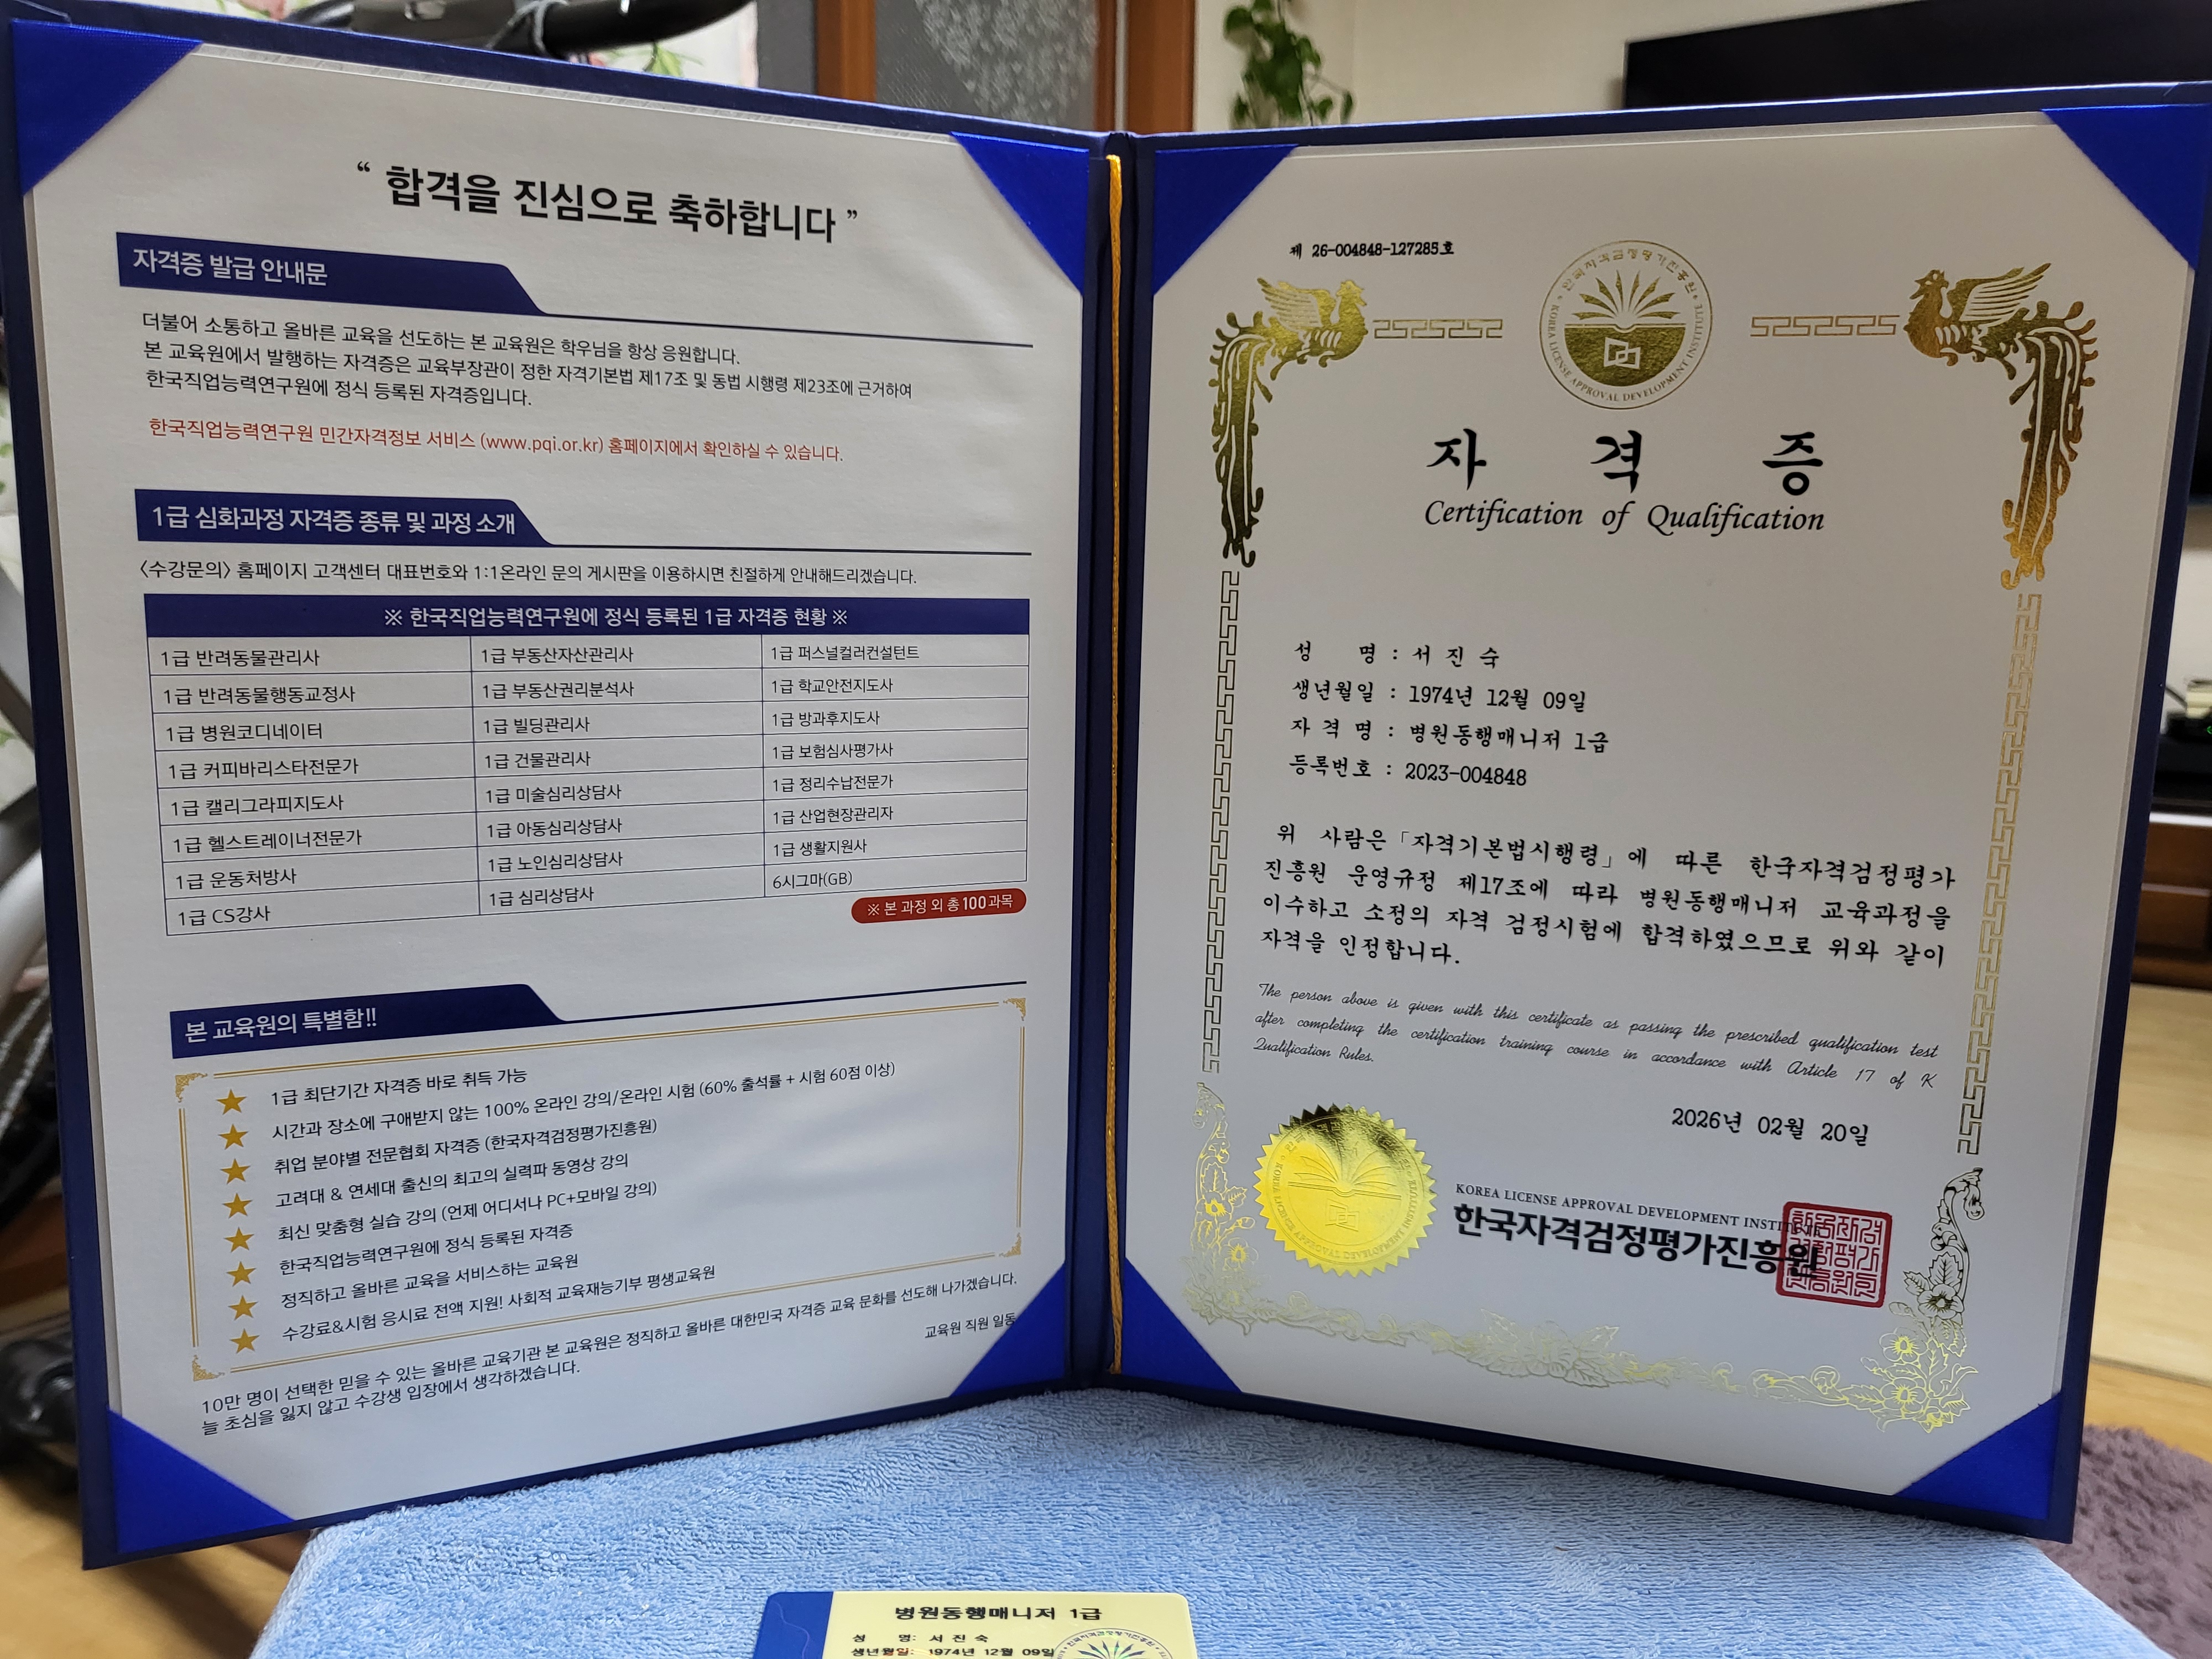 “ 합격을 진심으로 축하합니다 ”
자격증 발급 안내문
더불어 소통하고 올바른 교육을 선도하는 본 교육원은 학우님을 항상 응원합니다.
본 교육원에서 발행하는 자격증은 교육부장관이 정한 자격기본법 제17조 및 동법 시행령 제23조에 근거하여
한국직업능력연구원에 정식 등록된 자격증입니다.
한국직업능력연구원 민간자격정보 서비스 (www.pqi.or.kr) 홈페이지에서 확인하실 수 있습니다.
1급 심화과정 자격증 종류 및 과정 소개
<수강문의> 홈페이지 고객센터 대표번호와 1:1온라인 문의 게시판을 이용하시면 친절하게 안내해드리겠습니다.
※ 한국직업능력연구원에 정식 등록된 1급 자격증 현황 ※
1급 반려동물관리사 1급 부동산자산관리사 1급 퍼스널컬러컨설턴트
1급 반려동물행동교정사 1급 부동산권리분석사 1급 학교안전지도사
1급 병원코디네이터 1급 빌딩관리사 1급 방과후지도사
1급 커피바리스타전문가 1급 건물관리사 1급 보험심사평가사
1급 캘리그라피지도사 1급 미술심리상담사 1급 정리수납전문가
1급 헬스트레이너전문가 1급 아동심리상담사 1급 산업현장관리자
1급 운동처방사 1급 노인심리상담사 1급 생활지원사
1급 CS강사 1급 심리상담사 6시그마(GB)
※ 본 과정 외 총 100과목
본 교육원의 특별함!!
1급 최단기간 자격증 바로 취득 가능
시간과 장소에 구애받지 않는 100% 온라인 강의/온라인 시험 (60% 출석률 + 시험 60점 이상)
취업 분야별 전문협회 자격증 (한국자격검정평가진흥원)
고려대 & 연세대 출신의 최고의 실력파 동영상 강의
최신 맞춤형 실습 강의 (언제 어디서나 PC+모바일 강의)
한국직업능력연구원에 정식 등록된 자격증
정직하고 올바른 교육을 서비스하는 교육원
수강료&시험 응시료 전액 지원! 사회적 교육재능기부 평생교육원
10만 명이 선택한 믿을 수 있는 올바른 교육기관 본 교육원은 정직하고 올바른 대한민국 자격증 교육 문화를 선도해 나가겠습니다.
늘 초심을 잃지 않고 수강생 입장에서 생각하겠습니다.
교육원 직원 일동
제 26-004848-127285호
한국자격검정평가진흥원
KOREA LICENSE APPROVAL DEVELOPMENT INSTITUTE
자 격 증
Certification of Qualification
성 명 : 서 진 숙
생년월일 : 1974년 12월 09일
자 격 명 : 병원동행매니저 1급
등록번호 : 2023-004848
위 사람은 「자격기본법시행령」에 따른 한국자격검정평가
진흥원 운영규정 제17조에 따라 병원동행매니저 교육과정을
이수하고 소정의 자격 검정시험에 합격하였으므로 위와 같이
자격을 인정합니다.
The person above is given with this certificate as passing the prescribed qualification test
after completing the certification training course in accordance with Article 17 of K
Qualification Rules.
2026년 02월 20일
KOREA LICENSE APPROVAL DEVELOPMENT INSTITUTE
한국자격검정평가진흥원
병원동행매니저 1급
성 명: 서 진 숙
생년월일: 1974년 12월 09일